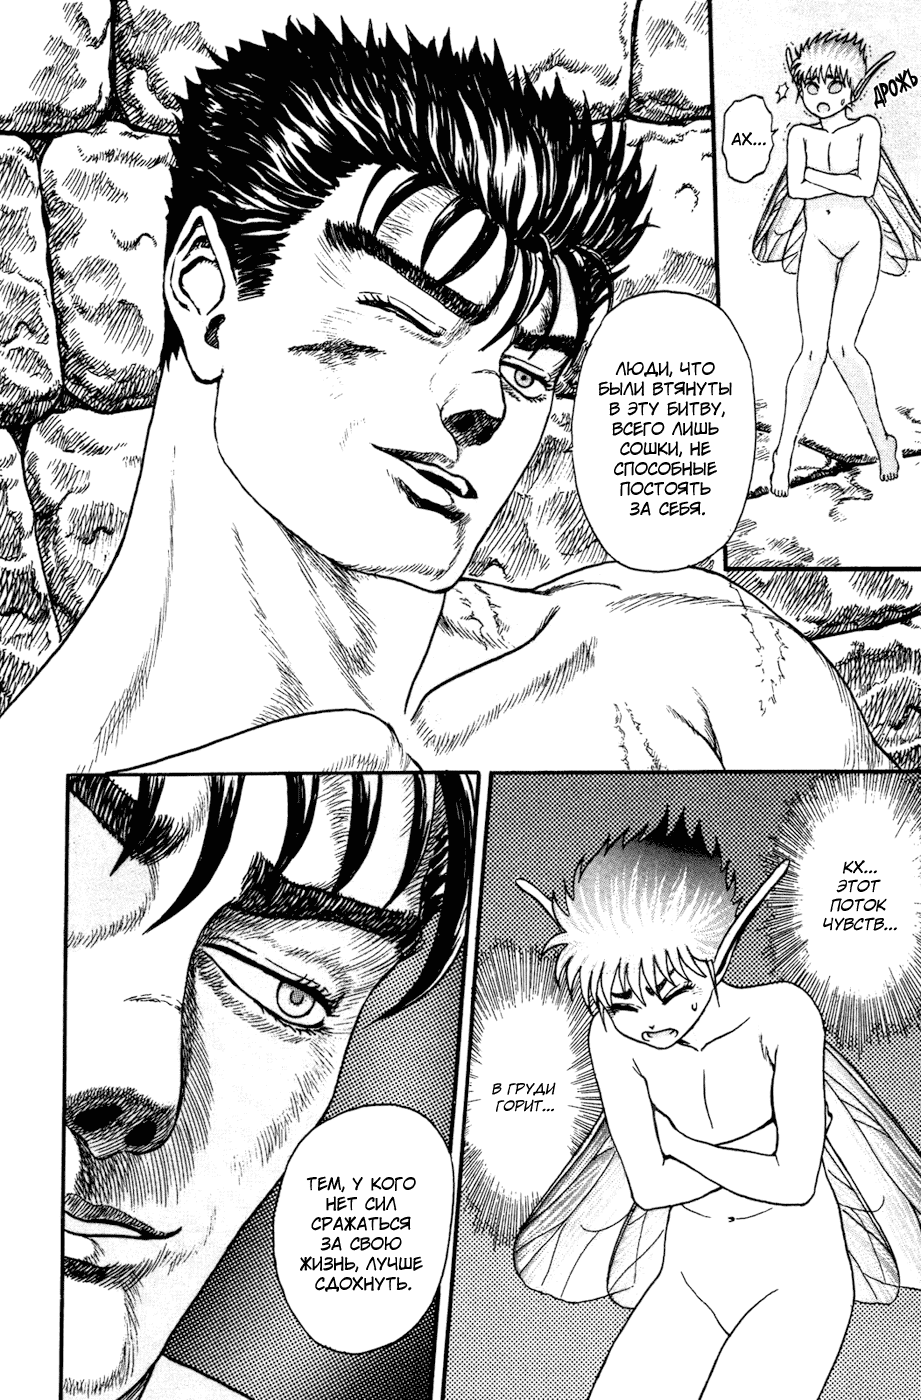 ДРОЖЬ
АХ...
ЛЮДИ, ЧТО
БЫЛИ ВТЯНУТЫ
В ЭТУ БИТВУ,
ВСЕГО ЛИШЬ
СОШКИ, НЕ
СПОСОБНЫЕ
ПОСТОЯТЬ
ЗА СЕБЯ.
КХ...
ЭТОТ
ПОТОК
ЧУВСТВ...
В ГРУДИ
ГОРИТ...
ТЕМ, У КОГО
НЕТ СИЛ
СРАЖАТЬСЯ
ЗА СВОЮ
ЖИЗНЬ, ЛУЧШЕ
СДОХНУТЬ.